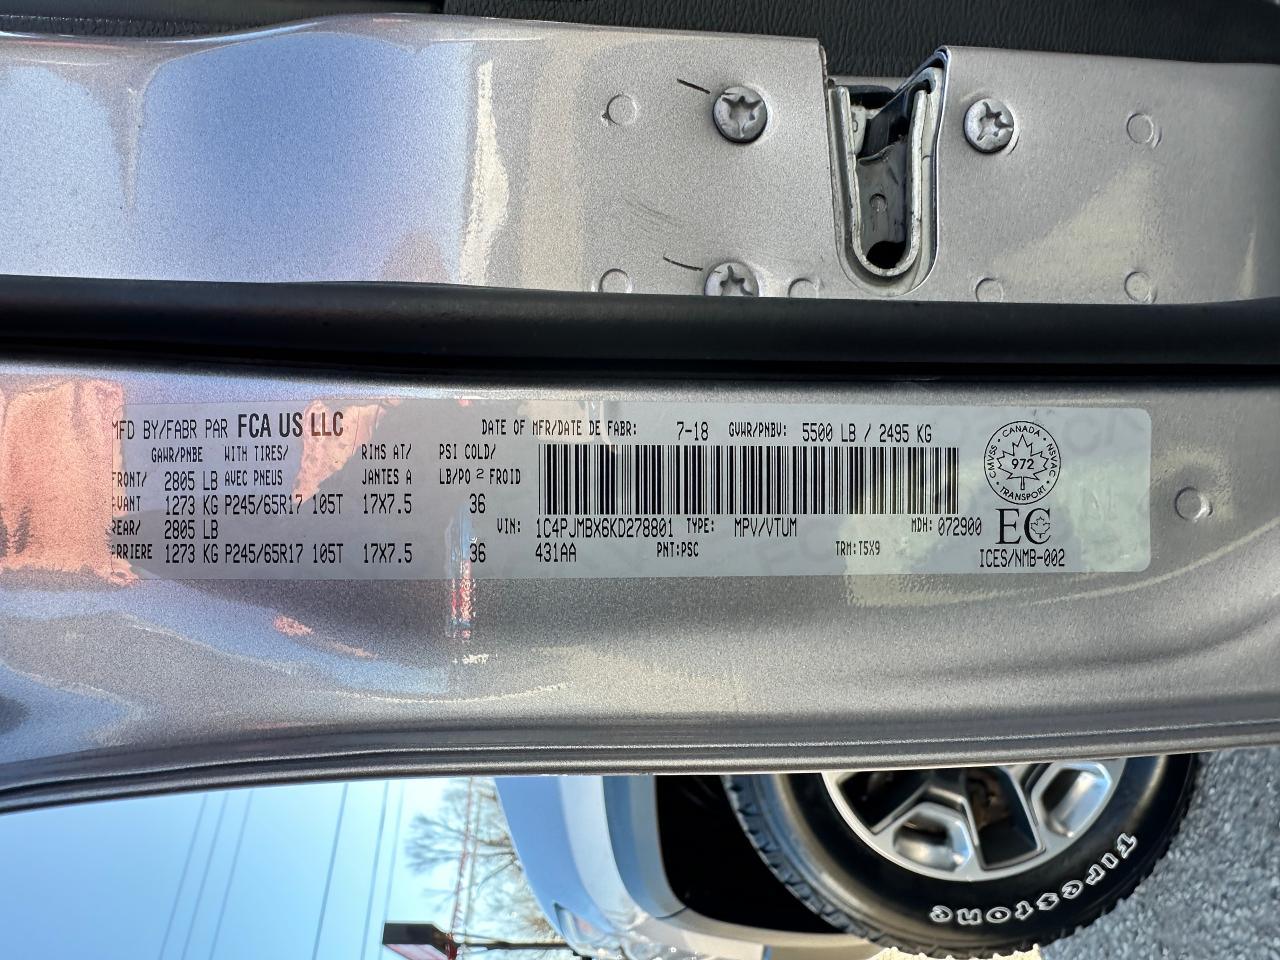 MFD BY/FABR PAR FCA US LLC DATE OF MFR/DATE DE FABR: 7-18 GVWR/PNBV: 5500 LB / 2495 KG
GAWR/PNBE WITH TIRES/ RIMS AT/ PSI COLD/
FRONT/ 2805 LB AVEC PNEUS JANTES A LB/PO 2 FROID
AVANT 1273 KG P245/65R17 105T 17X7.5 36
REAR/ 2805 LB VIN: 1C4PJMBX6KD278801 TYPE: MPV/VTUM MDH: 072900
ARRIERE 1273 KG P245/65R17 105T 17X7.5 36 431AA PNT:PSC TRM:T5X9
CANADA
CMVSS 972 NSVAC
TRANSPORT
EC
ICES/NMB-002
Firestone